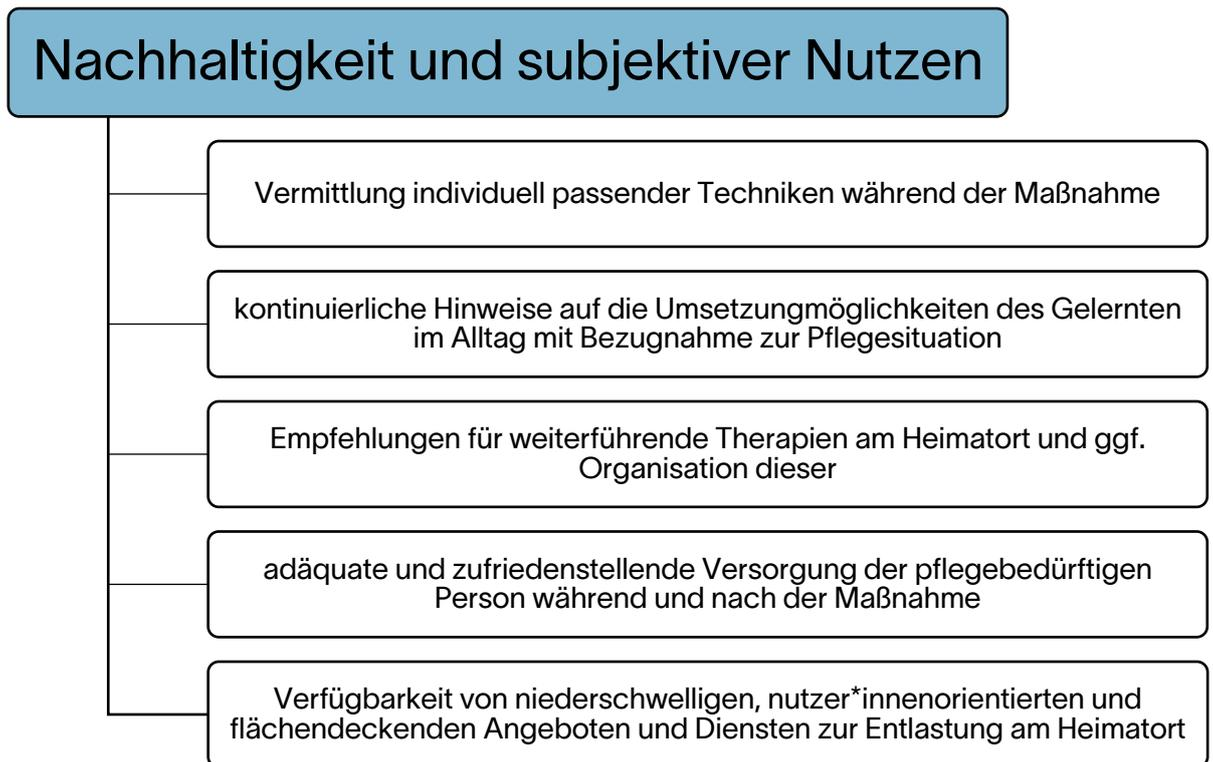 Nachhaltigkeit und subjektiver Nutzen
Vermittlung individuell passender Techniken während der Maßnahme
kontinuierliche Hinweise auf die Umsetzungmöglichkeiten des Gelernten
im Alltag mit Bezugnahme zur Pflegesituation
Empfehlungen für weiterführende Therapien am Heimatort und ggf.
Organisation dieser
adäquate und zufriedenstellende Versorgung der pflegebedürftigen
Person während und nach der Maßnahme
Verfügbarkeit von niederschwelligen, nutzer*innenorientierten und
flächendeckenden Angeboten und Diensten zur Entlastung am Heimatort